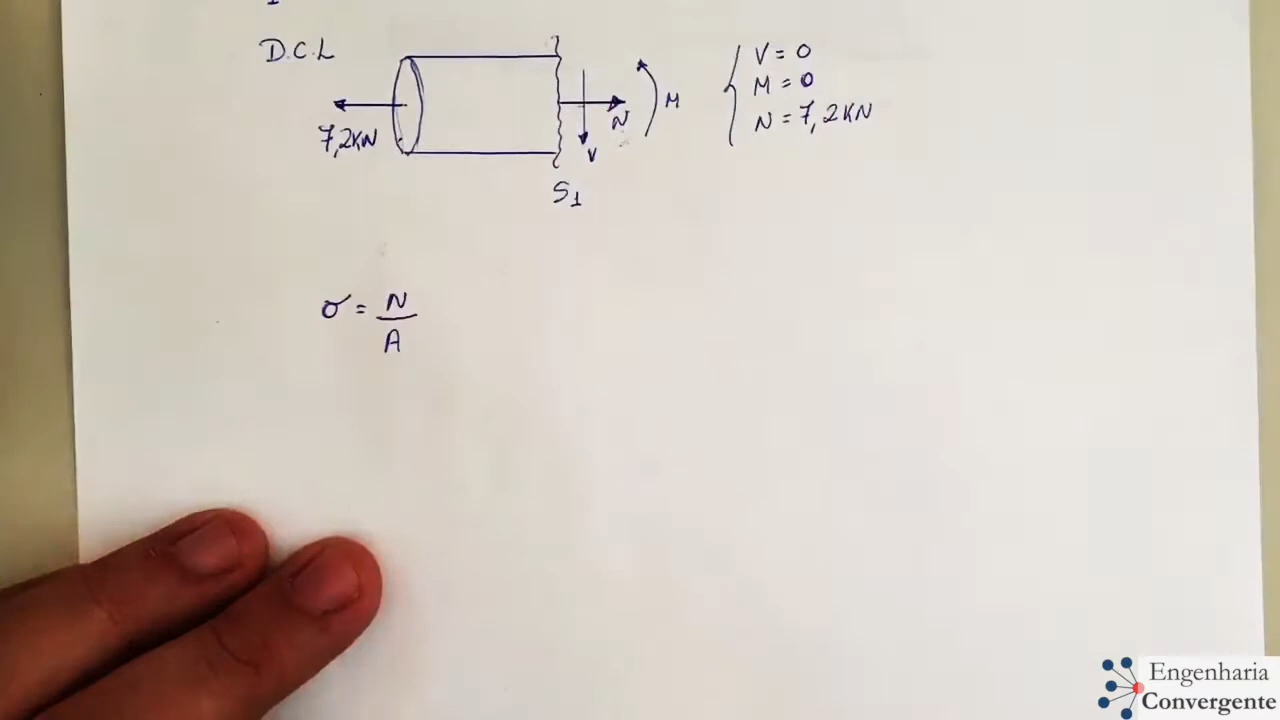 D.C.L
7,2KN
N
V
M
S1
V = 0
M = 0
N = 7,2KN
σ = N
A
Engenharia
Convergente